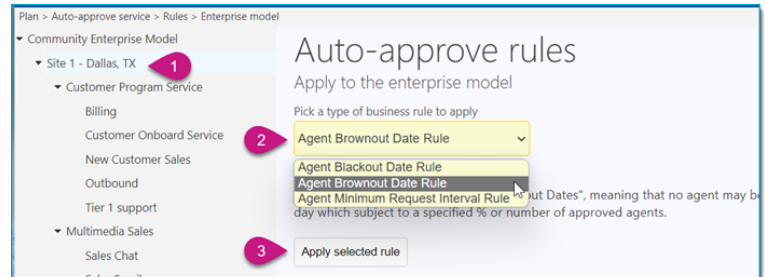 Plan > Auto-approve service > Rules > Enterprise model
Community Enterprise Model
Site 1 - Dallas, TX
1
Customer Program Service
Billing
Customer Onboard Service
New Customer Sales
Outbound
Tier 1 support
Multimedia Sales
Sales Chat
Sales Email
Auto-approve rules
Apply to the enterprise model
Pick a type of business rule to apply
2
Agent Brownout Date Rule
Agent Blackout Date Rule
Agent Brownout Date Rule
Agent Minimum Request Interval Rule
out Dates", meaning that no agent may be
day which subject to a specified % or number of approved agents.
3
Apply selected rule